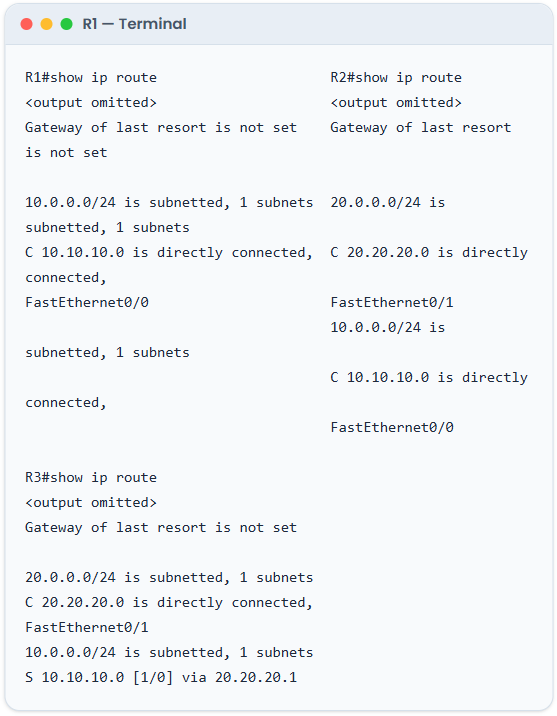 R1 — Terminal
R1#show ip route                     R2#show ip route
<output omitted>                     <output omitted>
Gateway of last resort is not set    Gateway of last resort
is not set
10.0.0.0/24 is subnetted, 1 subnets  20.0.0.0/24 is
subnetted, 1 subnets
C 10.10.10.0 is directly connected,  C 20.20.20.0 is directly
connected,
FastEthernet0/0                      FastEthernet0/1
                                     10.0.0.0/24 is
subnetted, 1 subnets
                                     C 10.10.10.0 is directly
connected,
                                     FastEthernet0/0
R3#show ip route
<output omitted>
Gateway of last resort is not set
20.0.0.0/24 is subnetted, 1 subnets
C 20.20.20.0 is directly connected,
FastEthernet0/1
10.0.0.0/24 is subnetted, 1 subnets
S 10.10.10.0 [1/0] via 20.20.20.1